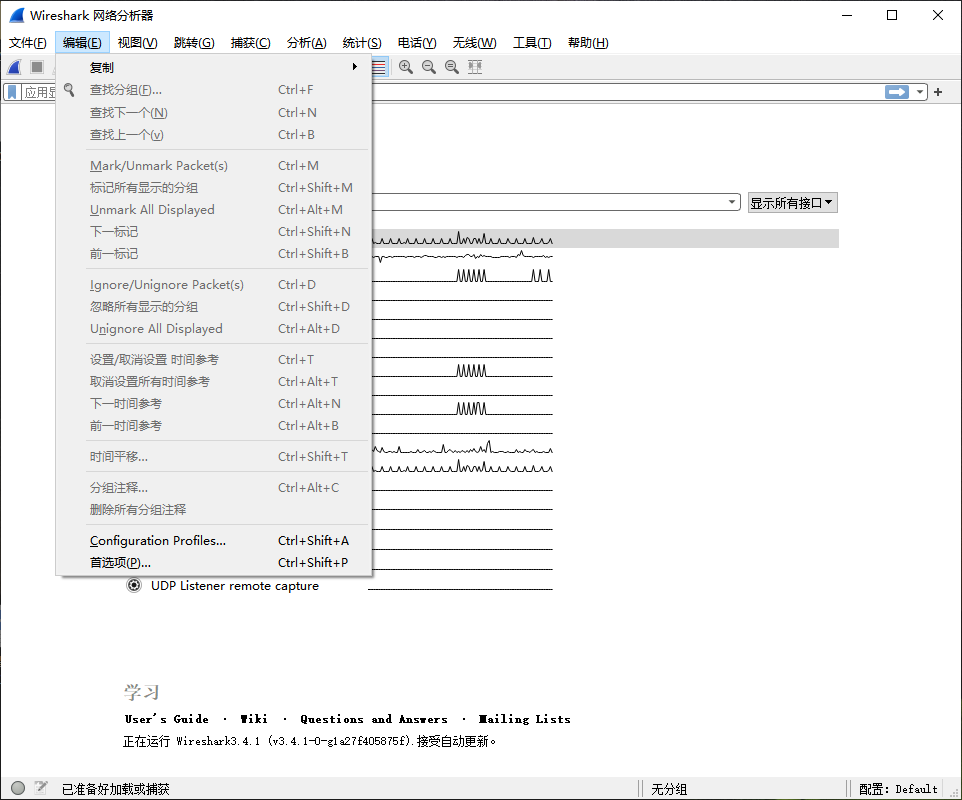 Wireshark 网络分析器
文件(F) 编辑(E) 视图(V) 跳转(G) 捕获(C) 分析(A) 统计(S) 电话(Y) 无线(W) 工具(T) 帮助(H)
应用显
复制
查找分组(F)... Ctrl+F
查找下一个(N) Ctrl+N
查找上一个(v) Ctrl+B
Mark/Unmark Packet(s) Ctrl+M
标记所有显示的分组 Ctrl+Shift+M
Unmark All Displayed Ctrl+Alt+M
下一标记 Ctrl+Shift+N
前一标记 Ctrl+Shift+B
Ignore/Unignore Packet(s) Ctrl+D
忽略所有显示的分组 Ctrl+Shift+D
Unignore All Displayed Ctrl+Alt+D
设置/取消设置 时间参考 Ctrl+T
取消设置所有时间参考 Ctrl+Alt+T
下一时间参考 Ctrl+Alt+N
前一时间参考 Ctrl+Alt+B
时间平移... Ctrl+Shift+T
分组注释... Ctrl+Alt+C
删除所有分组注释
Configuration Profiles... Ctrl+Shift+A
首选项(P)... Ctrl+Shift+P
显示所有接口
UDP Listener remote capture
学习
User's Guide · Wiki · Questions and Answers · Mailing Lists
正在运行 Wireshark3.4.1 (v3.4.1-0-g1a27f405875f).接受自动更新。
已准备好加载或捕获 无分组 配置: Default